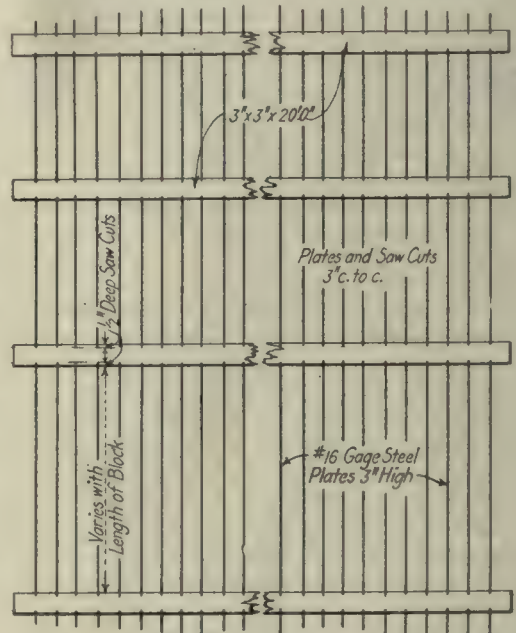 3"x3"x20'0"
Plates and Saw Cuts
3"c. to c.
1/2" Deep Saw Cuts
#16 Gage Steel
Plates 3" High
Varies with
Length of Block